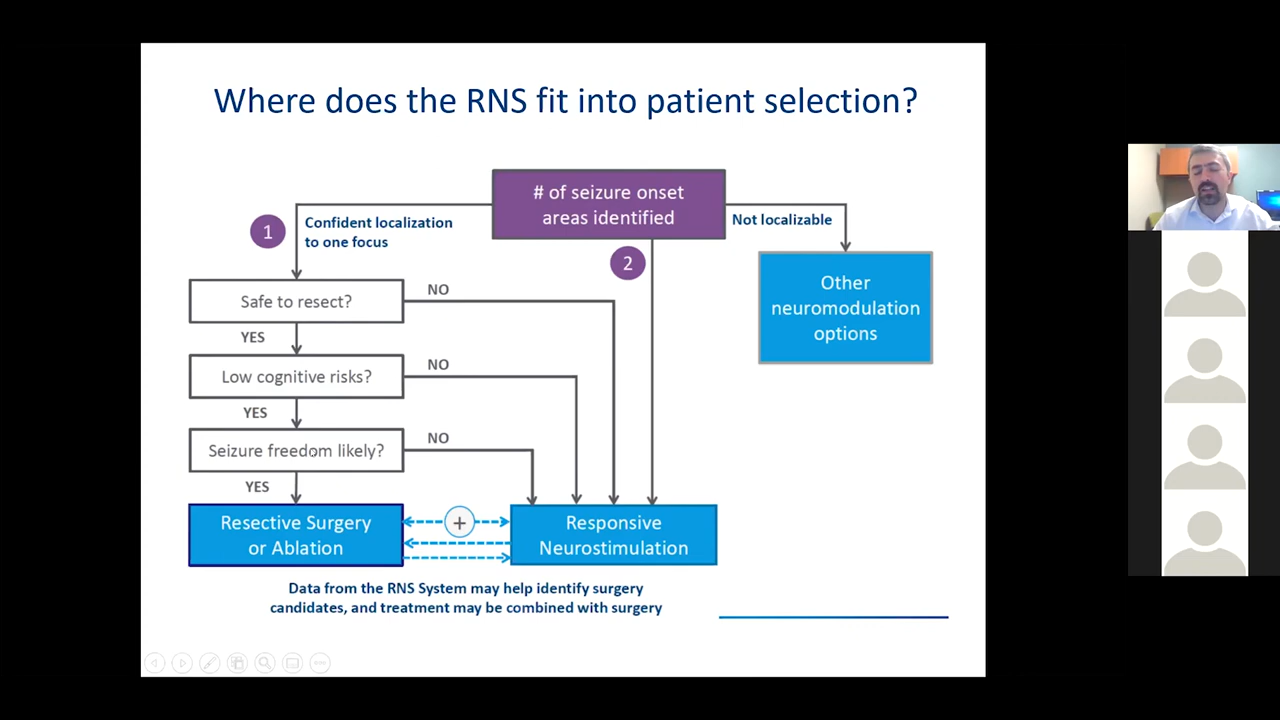 Where does the RNS fit into patient selection?
# of seizure onset
areas identified
1
Confident localization
to one focus
2
Not localizable
Other
neuromodulation
options
Safe to resect?
NO
YES
Low cognitive risks?
NO
YES
Seizure freedom likely?
NO
YES
Resective Surgery
or Ablation
+
Responsive
Neurostimulation
Data from the RNS System may help identify surgery
candidates, and treatment may be combined with surgery